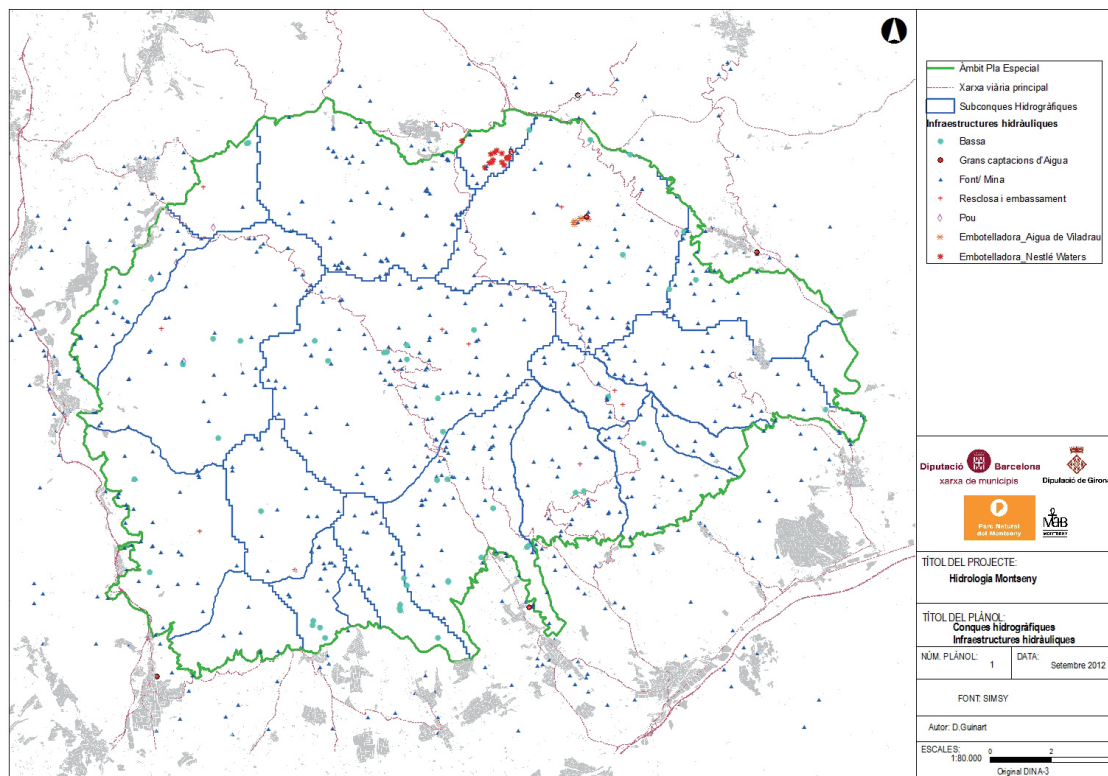 Àmbit Pla Especial
Xarxa viària principal
Subconques Hidrogràfiques
Infraestructures hidràuliques
Bassa
Grans captacions d'Aigua
Font/ Mina
Resclosa i embassament
Pou
Embotelladora_Aigua de Viladrau
Embotelladora_Nestlé Waters
Diputació Barcelona
xarxa de municipis
Diputació de Girona
Parc Natural
del Montseny
MaB
MONTSENY
TÍTOL DEL PROJECTE:
Hidrologia Montseny
TÍTOL DEL PLÀNOL:
Conques hidrogràfiques
Infraestructures hidràuliques
NÚM. PLÀNOL:
1
DATA:
Setembre 2012
FONT: SIMSY
Autor: D.Guinart
ESCALES:
1:80.000
0 2
Original DINA-3